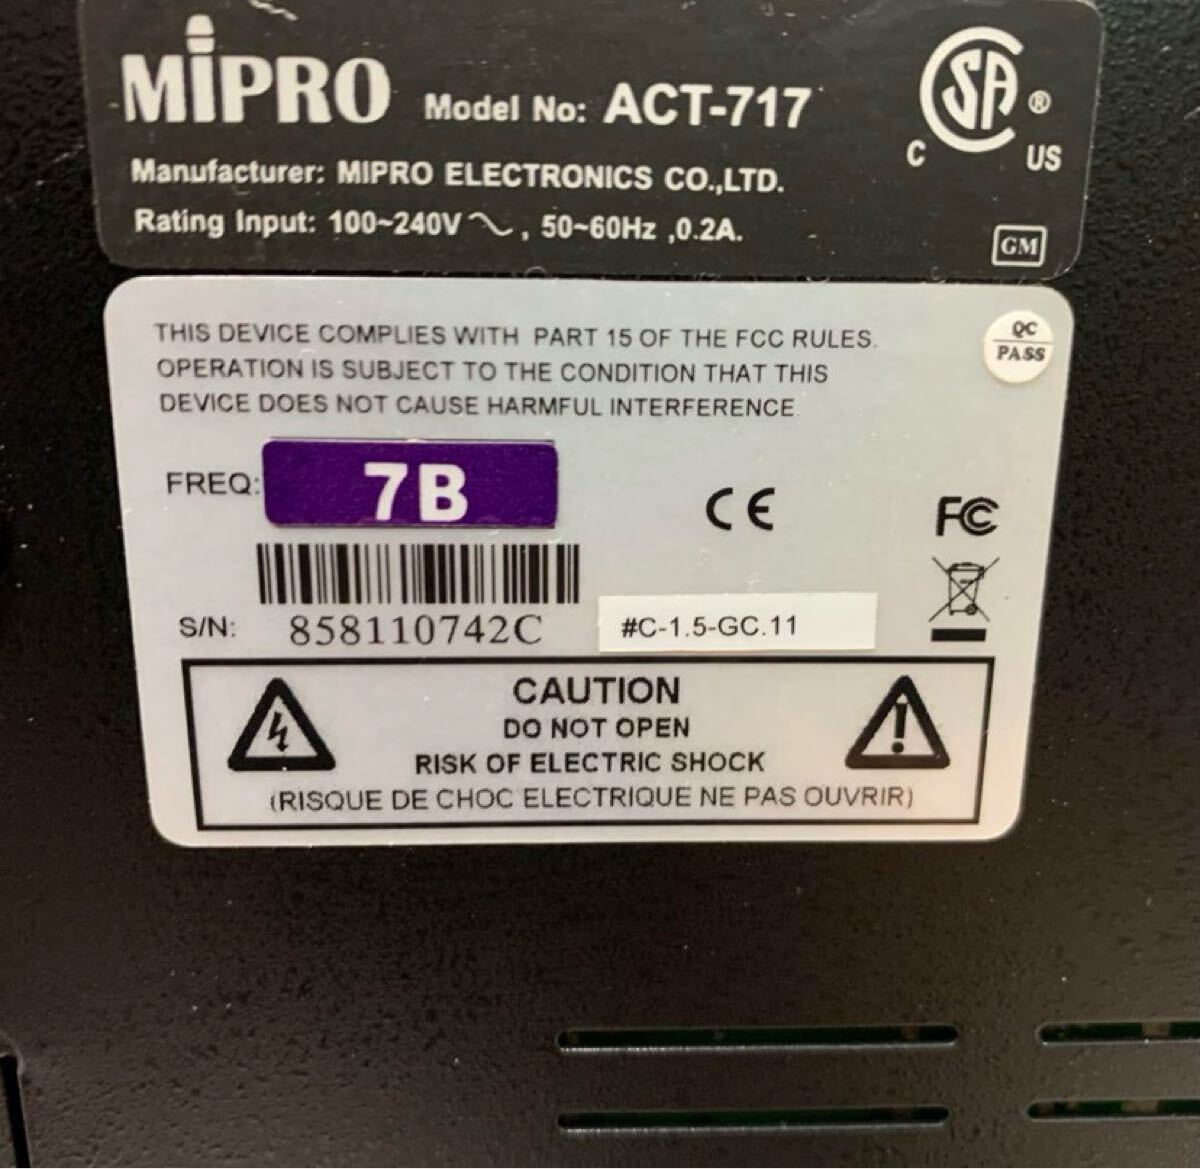 MiPRO Model No: ACT-717
CSA ® C US
Manufacturer: MIPRO ELECTRONICS CO.,LTD.
Rating Input: 100~240V～, 50~60Hz ,0.2A.
GM
THIS DEVICE COMPLIES WITH PART 15 OF THE FCC RULES.
OPERATION IS SUBJECT TO THE CONDITION THAT THIS
DEVICE DOES NOT CAUSE HARMFUL INTERFERENCE.
QC
PASS
FREQ: 7B
CE
FC
S/N: 858110742C
#C-1.5-GC.11
CAUTION
DO NOT OPEN
RISK OF ELECTRIC SHOCK
(RISQUE DE CHOC ELECTRIQUE NE PAS OUVRIR)